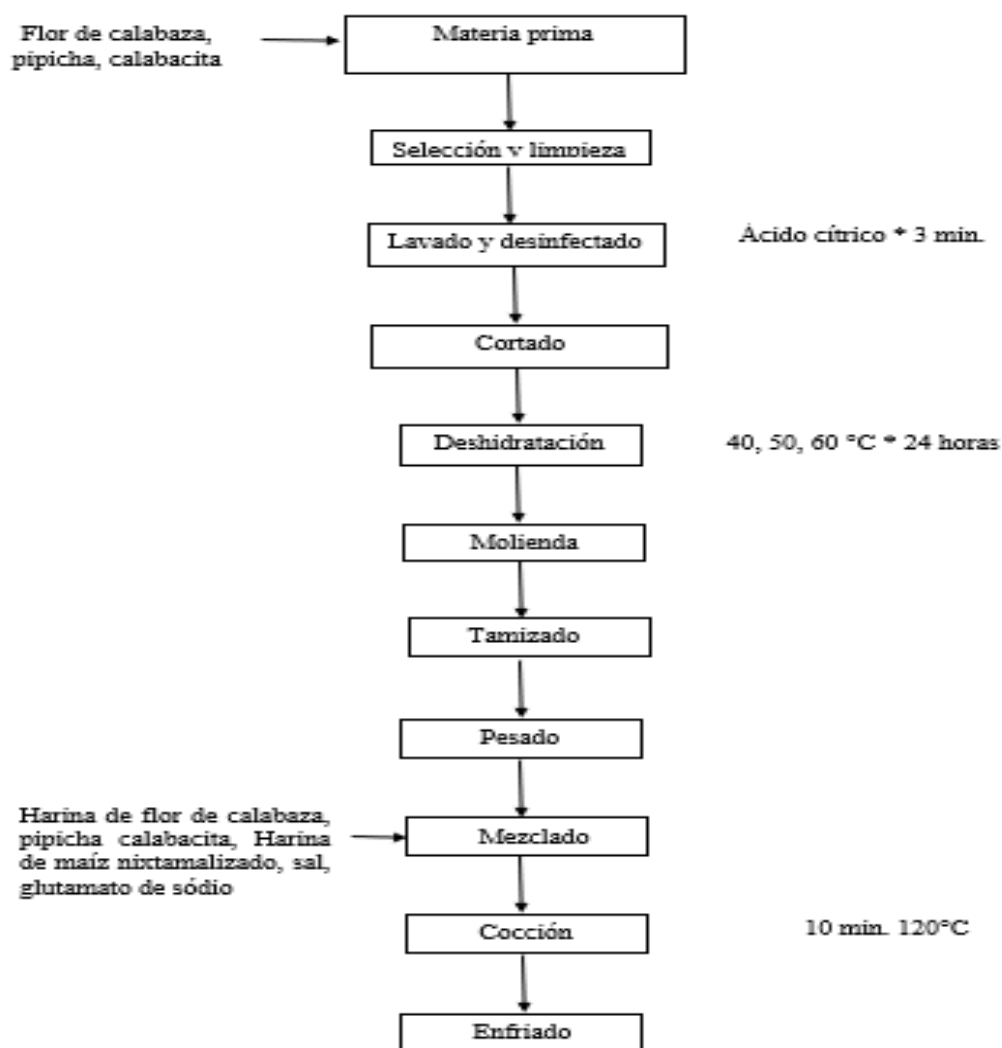 Flor de calabaza,
pipicha, calabacita
Materia prima
Selección y limpieza
Lavado y desinfectado
Ácido cítrico * 3 min.
Cortado
Deshidratación
40, 50, 60 °C * 24 horas
Molienda
Tamizado
Pesado
Harina de flor de calabaza,
pipicha calabacita, Harina
de maíz nixtamalizado, sal,
glutamato de sódio
Mezclado
Cocción
10 min. 120°C
Enfriado